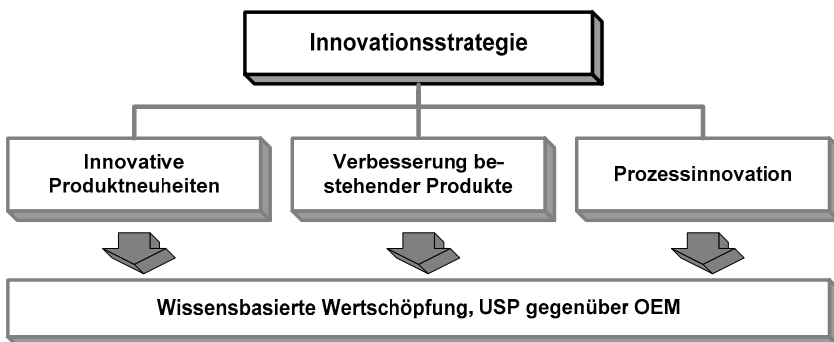 Innovationsstrategie
Innovative
Produktneuheiten
Verbesserung be-
stehender Produkte
Prozessinnovation
Wissensbasierte Wertschöpfung, USP gegenüber OEM